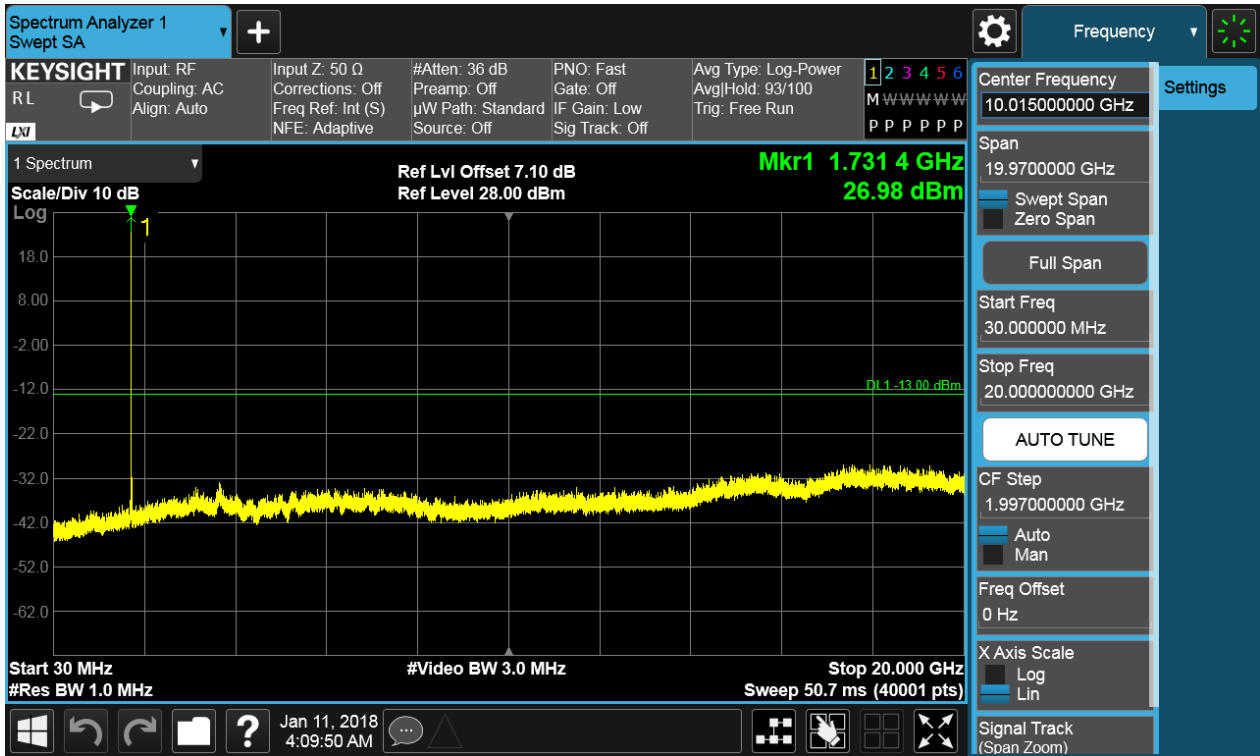 Spectrum Analyzer 1
Swept SA
+
Frequency
KEYSIGHT
RL
LXI
Input: RF
Coupling: AC
Align: Auto
Input Z: 50 Ω
Corrections: Off
Freq Ref: Int (S)
NFE: Adaptive
#Atten: 36 dB
Preamp: Off
µW Path: Standard
Source: Off
PNO: Fast
Gate: Off
IF Gain: Low
Sig Track: Off
Avg Type: Log-Power
Avg|Hold: 93/100
Trig: Free Run
1 2 3 4 5 6
M W W W W W
P P P P P P
1 Spectrum
Scale/Div 10 dB
Log
Ref Lvl Offset 7.10 dB
Ref Level 28.00 dBm
Mkr1 1.731 4 GHz
26.98 dBm
1
18.0
8.00
-2.00
-12.0
DL1 -13.00 dBm
-22.0
-32.0
-42.0
-52.0
-62.0
Start 30 MHz
#Res BW 1.0 MHz
#Video BW 3.0 MHz
Stop 20.000 GHz
Sweep 50.7 ms (40001 pts)
Center Frequency
10.015000000 GHz
Span
19.9700000 GHz
Swept Span
Zero Span
Full Span
Start Freq
30.000000 MHz
Stop Freq
20.000000000 GHz
AUTO TUNE
CF Step
1.997000000 GHz
Auto
Man
Freq Offset
0 Hz
X Axis Scale
Log
Lin
Signal Track
(Span Zoom)
Settings
?
Jan 11, 2018
4:09:50 AM